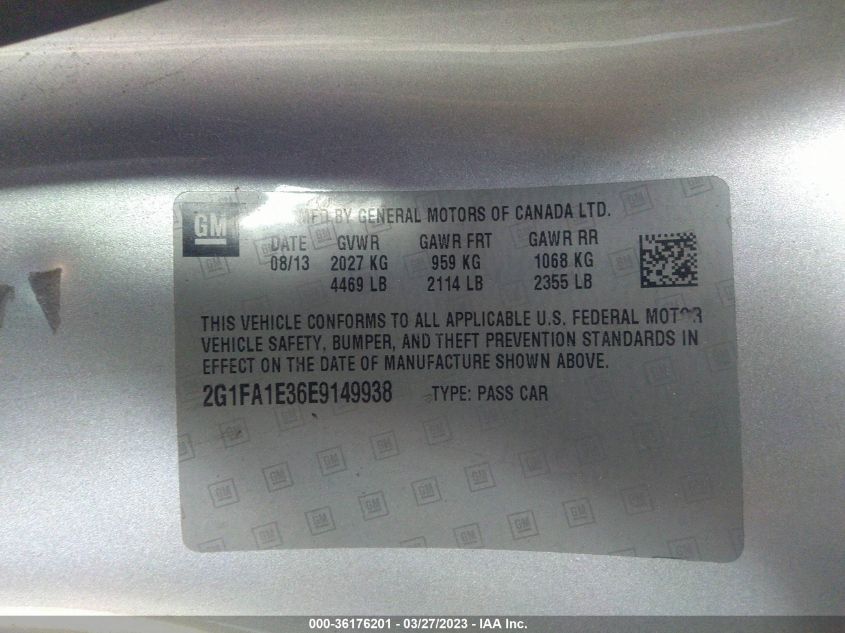 GM
MFD BY GENERAL MOTORS OF CANADA LTD.
DATE GVWR GAWR FRT GAWR RR
08/13 2027 KG 959 KG 1068 KG
4469 LB 2114 LB 2355 LB
THIS VEHICLE CONFORMS TO ALL APPLICABLE U.S. FEDERAL MOTOR
VEHICLE SAFETY, BUMPER, AND THEFT PREVENTION STANDARDS IN
EFFECT ON THE DATE OF MANUFACTURE SHOWN ABOVE.
2G1FA1E36E9149938 TYPE: PASS CAR
000-36176201 - 03/27/2023 - IAA Inc.